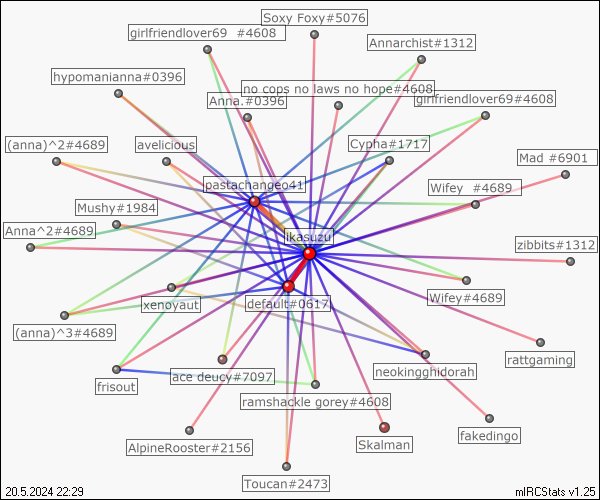 Soxy Foxy#5076
girlfriendlover69 #4608
Annarchist#1312
hypomanianna#0396
no cops no laws no hope#4608
Anna.#0396
girlfriendlover69#4608
(anna)^2#4689
avelicious
Cypha#1717
Mad #6901
pastachangeo41
Wifey #4689
Mushy#1984
Anna^2#4689
likasuzu
zibbits#1312
xenoyaut
default#0617
Wifey#4689
(anna)^3#4689
rattgaming
frisout
ace deucy#7097
neokingghidorah
ramshackle gorey#4608
AlpineRooster#2156
Skalman
fakedingo
Toucan#2473
20.5.2024 22:29
mIRCStats v1.25